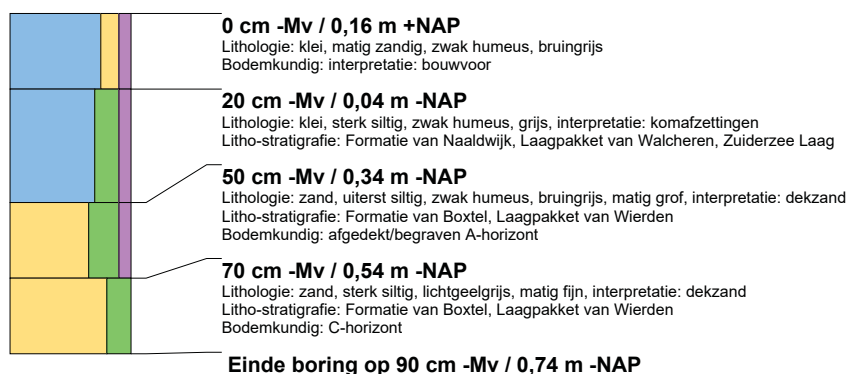 0 cm -Mv / 0,16 m +NAP
Lithologie: klei, matig zandig, zwak humeus, bruingrijs
Bodemkundig: interpretatie: bouwvoor
20 cm -Mv / 0,04 m -NAP
Lithologie: klei, sterk siltig, zwak humeus, grijs, interpretatie: komafzettingen
Litho-stratigrafie: Formatie van Naaldwijk, Laagpakket van Walcheren, Zuiderzee Laag
50 cm -Mv / 0,34 m -NAP
Lithologie: zand, uiterst siltig, zwak humeus, bruingrijs, matig grof, interpretatie: dekzand
Litho-stratigrafie: Formatie van Boxtel, Laagpakket van Wierden
Bodemkundig: afgedekt/begraven A-horizont
70 cm -Mv / 0,54 m -NAP
Lithologie: zand, sterk siltig, lichtgeelgrijs, matig fijn, interpretatie: dekzand
Litho-stratigrafie: Formatie van Boxtel, Laagpakket van Wierden
Bodemkundig: C-horizont
Einde boring op 90 cm -Mv / 0,74 m -NAP